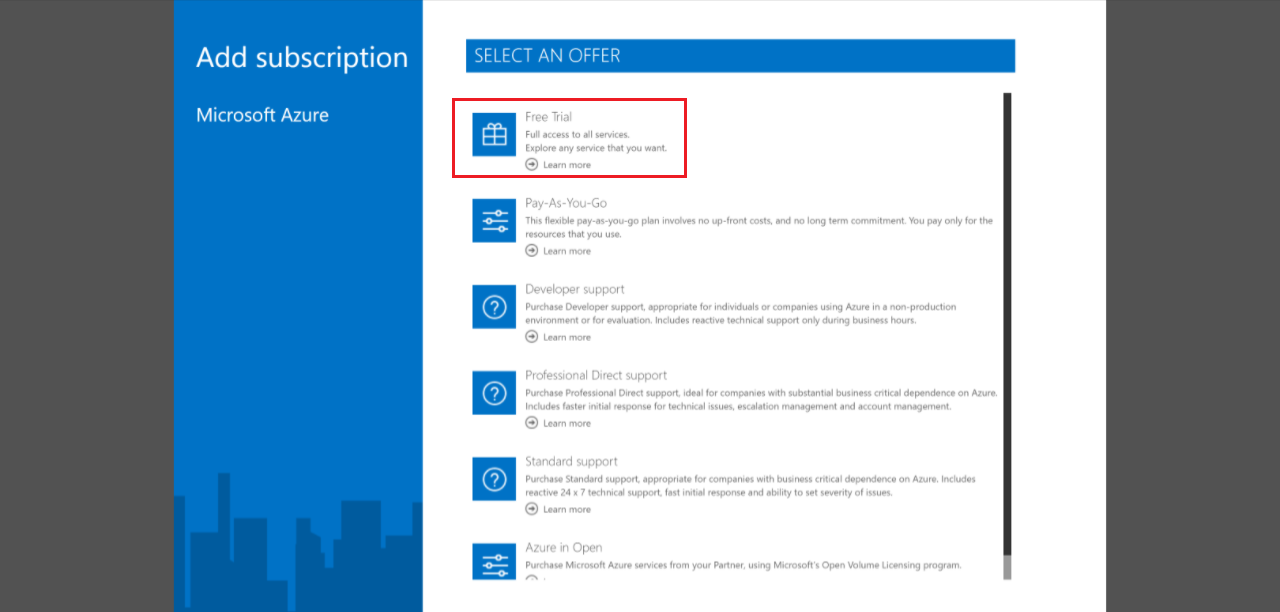 Add subscription
Microsoft Azure
SELECT AN OFFER
Free Trial
Full access to all services.
Explore any service that you want.
Learn more
Pay-As-You-Go
This flexible pay-as-you-go plan involves no up-front costs, and no long term commitment. You pay only for the
resources that you use.
Learn more
Developer support
Purchase Developer support, appropriate for individuals or companies using Azure in a non-production
environment or for evaluation. Includes reactive technical support only during business hours.
Learn more
Professional Direct support
Purchase Professional Direct support, ideal for companies with substantial business critical dependence on Azure.
Includes faster initial response for technical issues, escalation management and account management.
Learn more
Standard support
Purchase Standard support, appropriate for companies with business critical dependence on Azure. Includes
reactive 24 x 7 technical support, fast initial response and ability to set severity of issues.
Learn more
Azure in Open
Purchase Microsoft Azure services from your Partner, using Microsoft's Open Volume Licensing program.